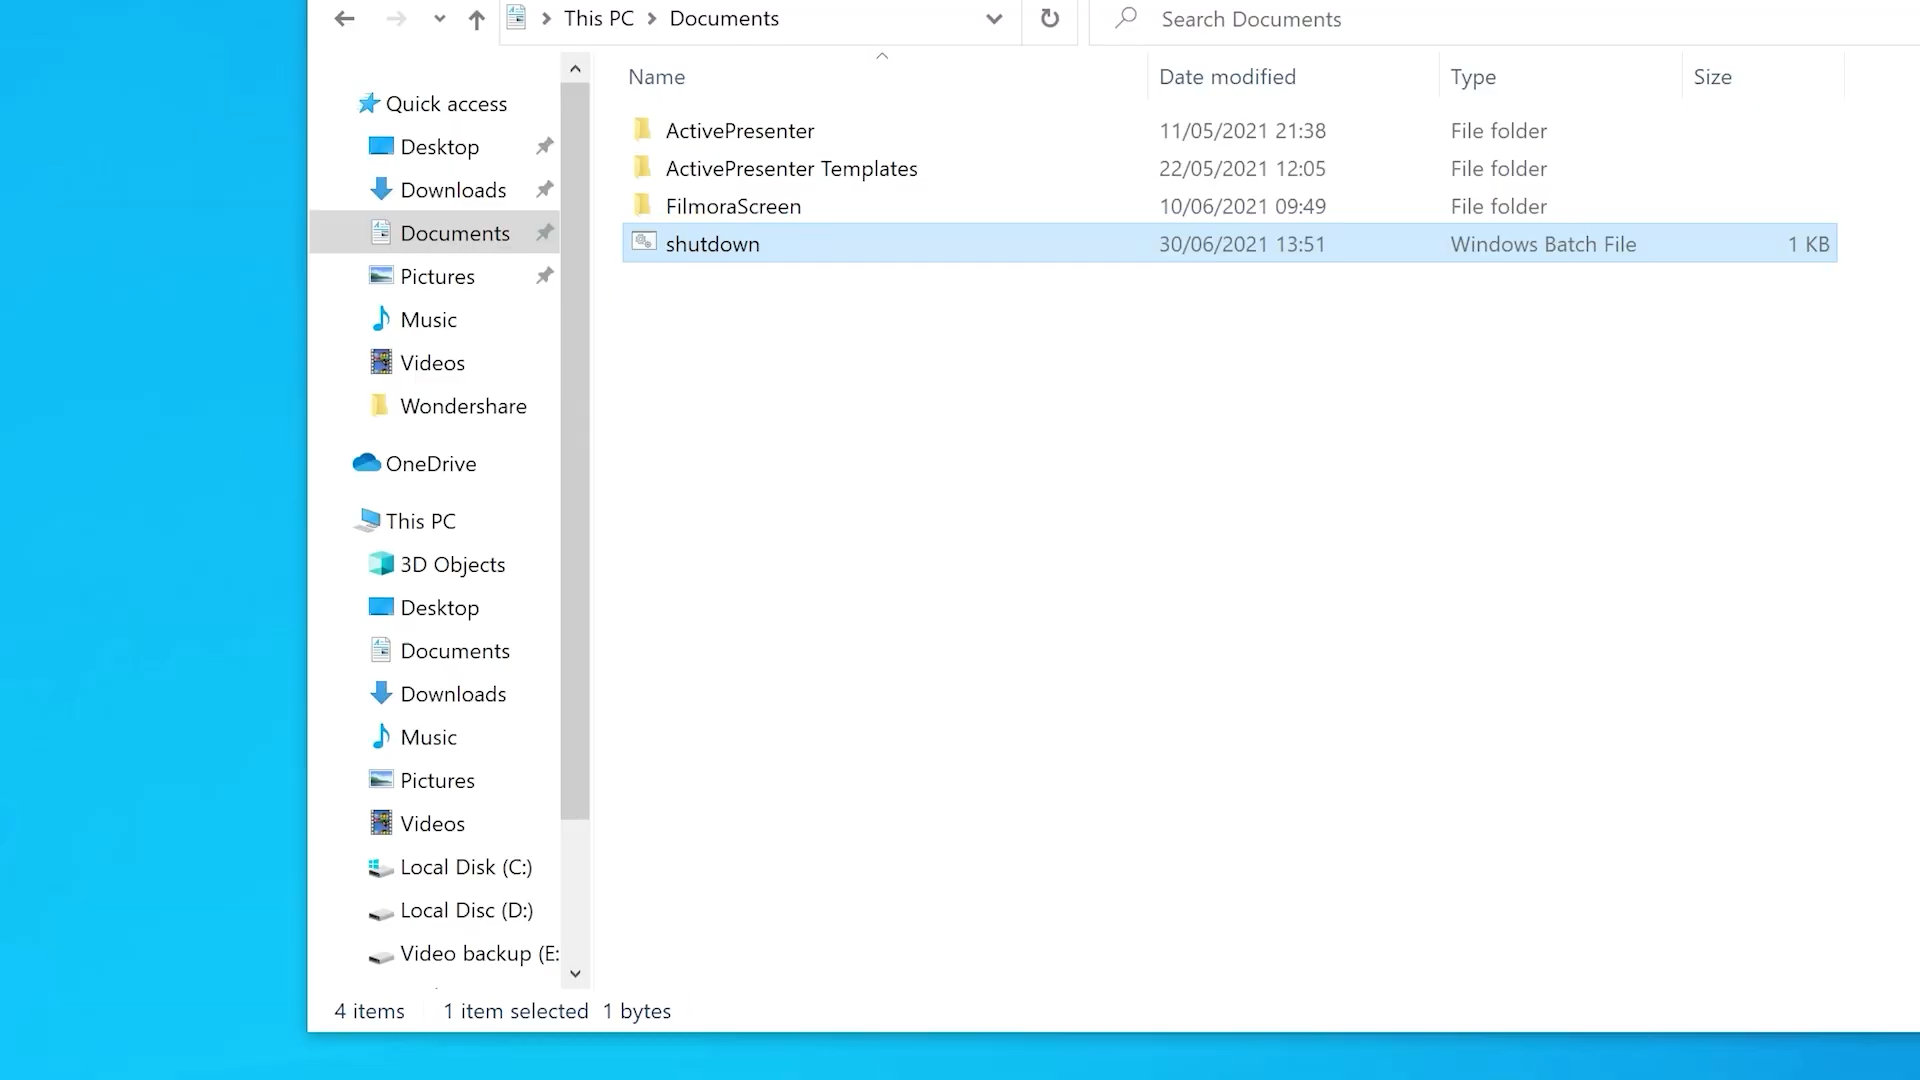 This PC Documents
Search Documents
Name Date modified Type Size
Quick access
Desktop
Downloads
Documents
Pictures
Music
Videos
Wondershare
OneDrive
This PC
3D Objects
Desktop
Documents
Downloads
Music
Pictures
Videos
Local Disk (C:)
Local Disc (D:)
Video backup (E:
ActivePresenter 11/05/2021 21:38 File folder
ActivePresenter Templates 22/05/2021 12:05 File folder
FilmoraScreen 10/06/2021 09:49 File folder
shutdown 30/06/2021 13:51 Windows Batch File 1 KB
4 items 1 item selected 1 bytes